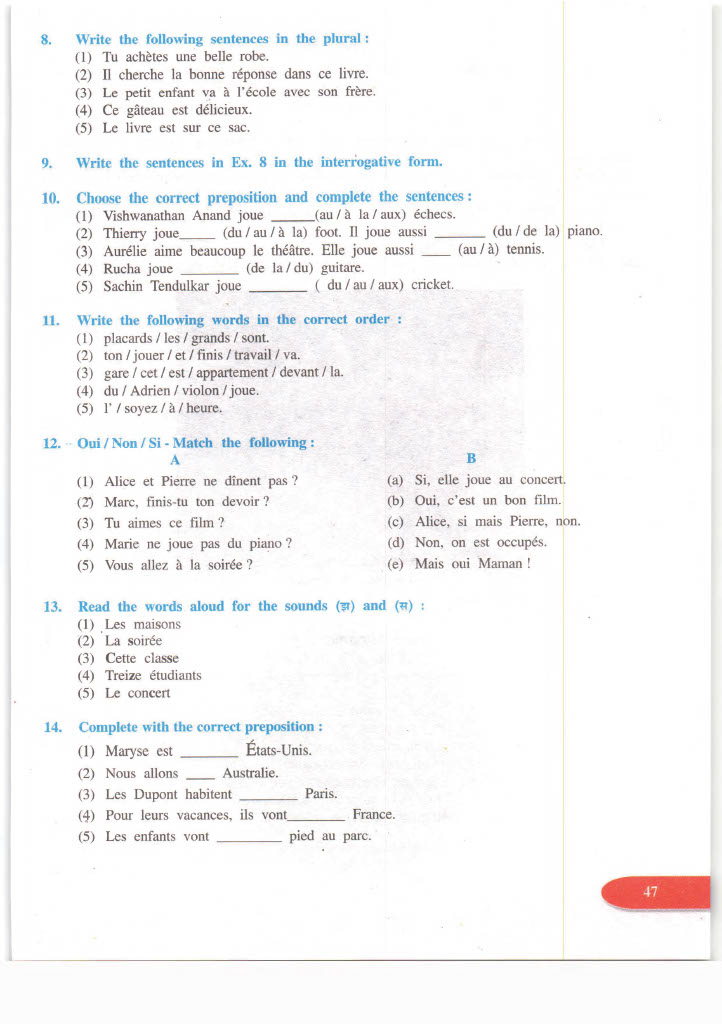 8. Write the following sentences in the plural :
(1) Tu achètes une belle robe.
(2) Il cherche la bonne réponse dans ce livre.
(3) Le petit enfant va à l'école avec son frère.
(4) Ce gâteau est délicieux.
(5) Le livre est sur ce sac.
9. Write the sentences in Ex. 8 in the interrogative form.
10. Choose the correct preposition and complete the sentences :
(1) Vishwanathan Anand joue ______(au / à la / aux) échecs.
(2) Thierry joue_____ (du / au / à la) foot. Il joue aussi _______ (du / de la) piano.
(3) Aurélie aime beaucoup le théâtre. Elle joue aussi ____ (au / à) tennis.
(4) Rucha joue ________ (de la / du) guitare.
(5) Sachin Tendulkar joue ________ ( du / au / aux) cricket.
11. Write the following words in the correct order :
(1) placards / les / grands / sont.
(2) ton / jouer / et / finis / travail / va.
(3) gare / cet / est / appartement / devant / la.
(4) du / Adrien / violon / joue.
(5) l' / soyez / à / heure.
12. Oui / Non / Si - Match the following :
A B
(1) Alice et Pierre ne dînent pas ? (a) Si, elle joue au concert.
(2) Marc, finis-tu ton devoir ? (b) Oui, c'est un bon film.
(3) Tu aimes ce film ? (c) Alice, si mais Pierre, non.
(4) Marie ne joue pas du piano ? (d) Non, on est occupés.
(5) Vous allez à la soirée ? (e) Mais oui Maman !
13. Read the words aloud for the sounds (झ) and (स) :
(1) Les maisons
(2) La soirée
(3) Cette classe
(4) Treize étudiants
(5) Le concert
14. Complete with the correct preposition :
(1) Maryse est ________ États-Unis.
(2) Nous allons ____ Australie.
(3) Les Dupont habitent ________ Paris.
(4) Pour leurs vacances, ils vont________ France.
(5) Les enfants vont _________ pied au parc.
47